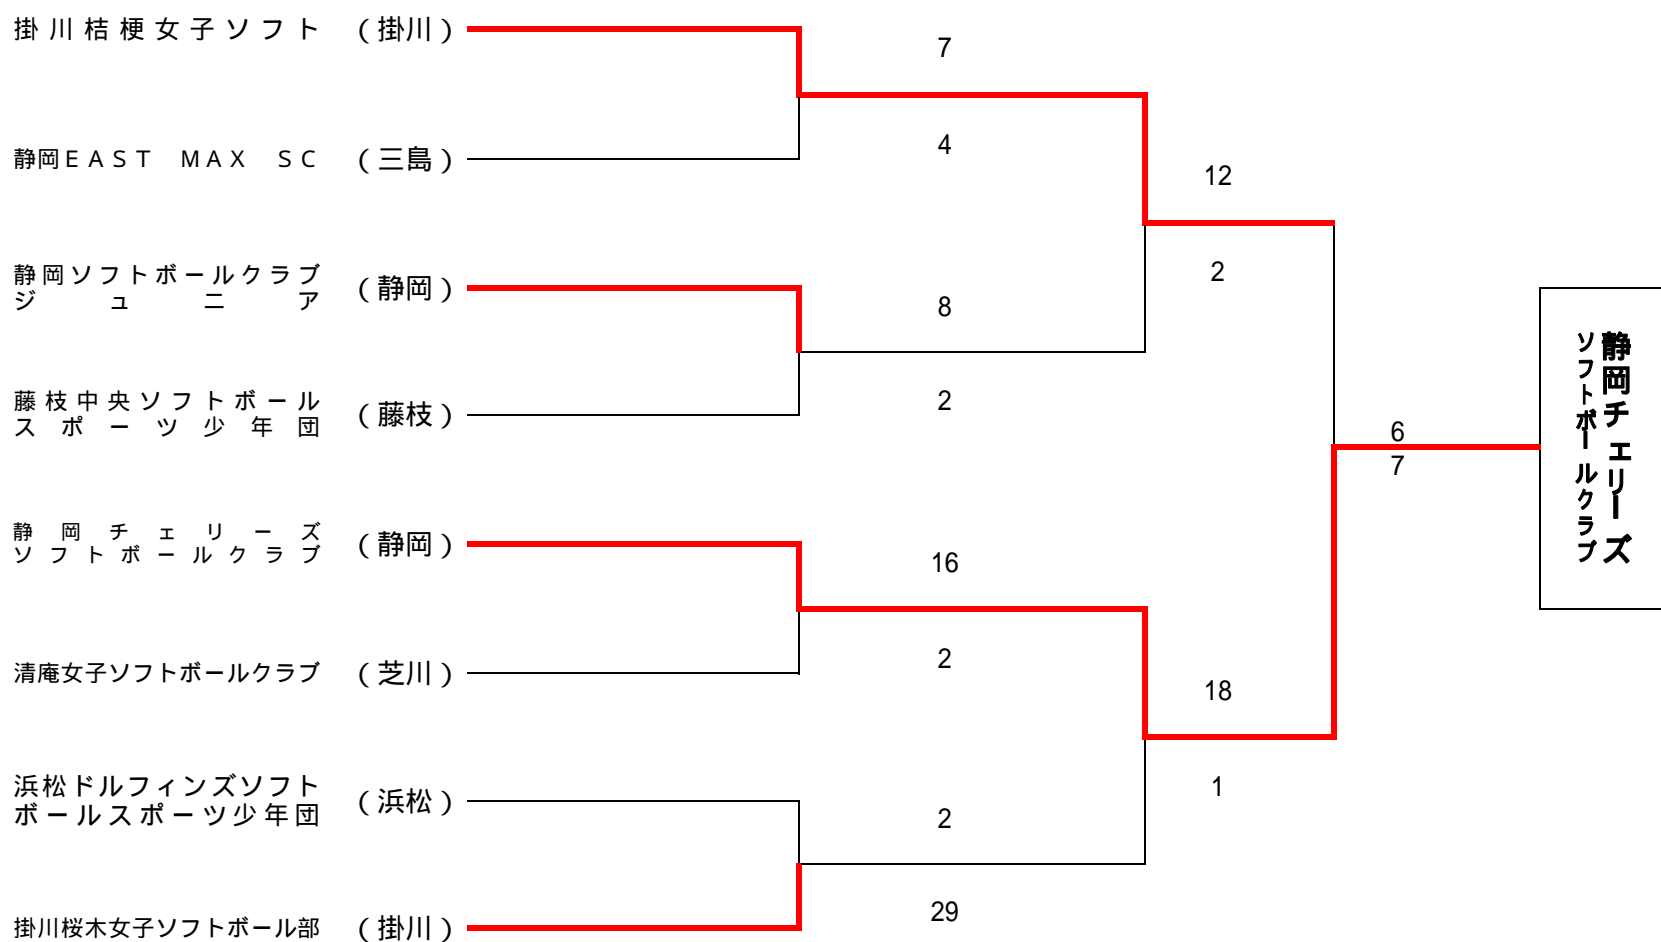 掛川桔梗女子ソフト （掛川）
7
4
静岡ＥＡＳＴ　ＭＡＸ　ＳＣ （三島）
12
2
静岡ソフトボールクラブ
ジュニア （静岡）
8
2
藤枝中央ソフトボール
スポーツ少年団 （藤枝）
6
7
静岡チェリーズ
ソフトボールクラブ
静岡チェリーズ
ソフトボールクラブ （静岡）
16
2
清庵女子ソフトボールクラブ （芝川）
18
1
浜松ドルフィンズソフト
ボールスポーツ少年団 （浜松）
2
29
掛川桜木女子ソフトボール部 （掛川）